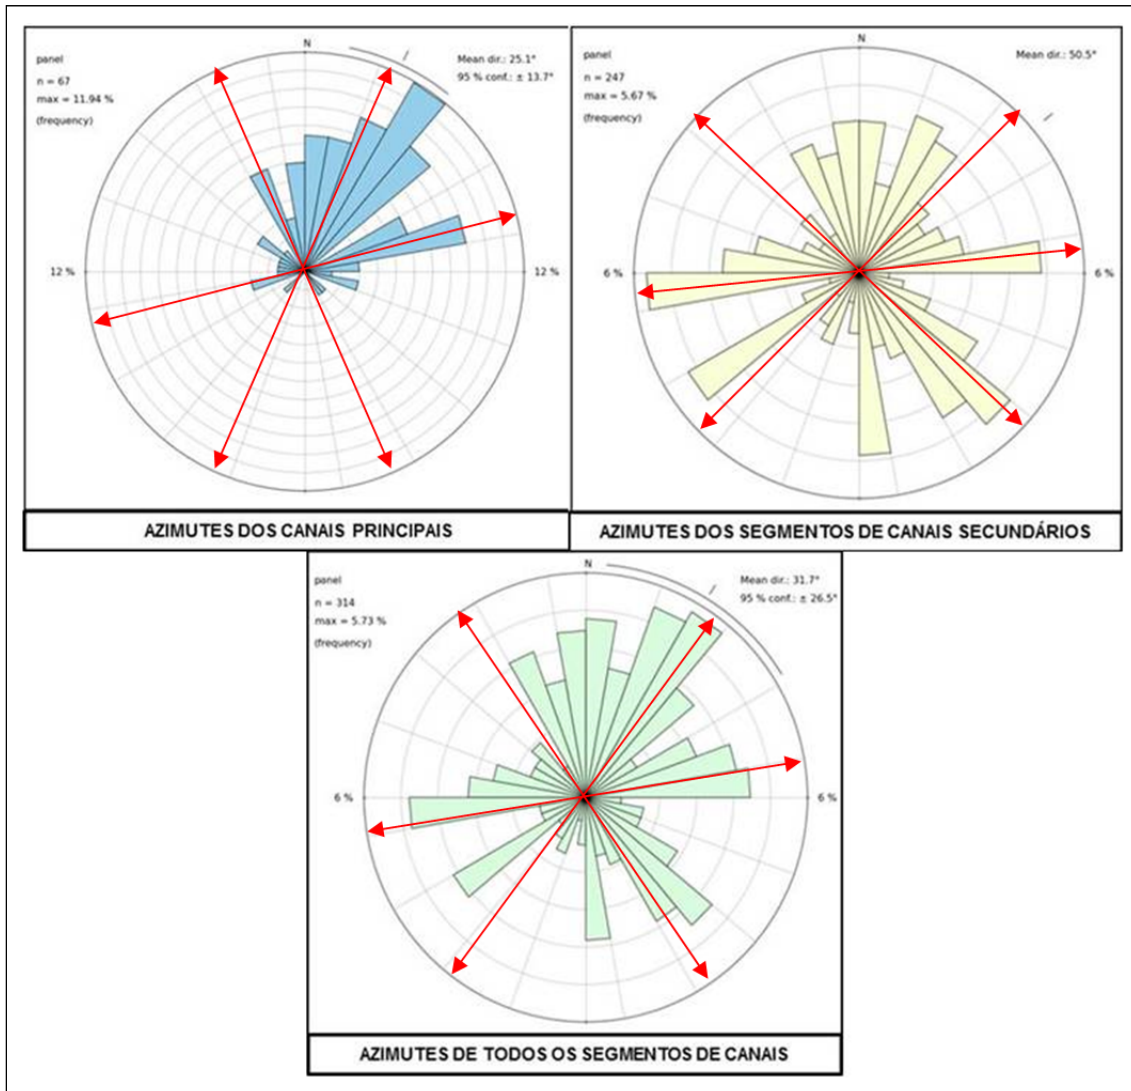 panel
n = 67
max = 11.94 %
(frequency)
N
Mean dir.: 25.1°
95 % conf.: ± 13.7°
12 %
12 %
AZIMUTES DOS CANAIS PRINCIPAIS
panel
n = 247
max = 5.67 %
(frequency)
N
Mean dir.: 50.5°
6 %
6 %
AZIMUTES DOS SEGMENTOS DE CANAIS SECUNDÁRIOS
panel
n = 314
max = 5.73 %
(frequency)
N
Mean dir.: 31.7°
95 % conf.: ± 26.5°
6 %
6 %
AZIMUTES DE TODOS OS SEGMENTOS DE CANAIS